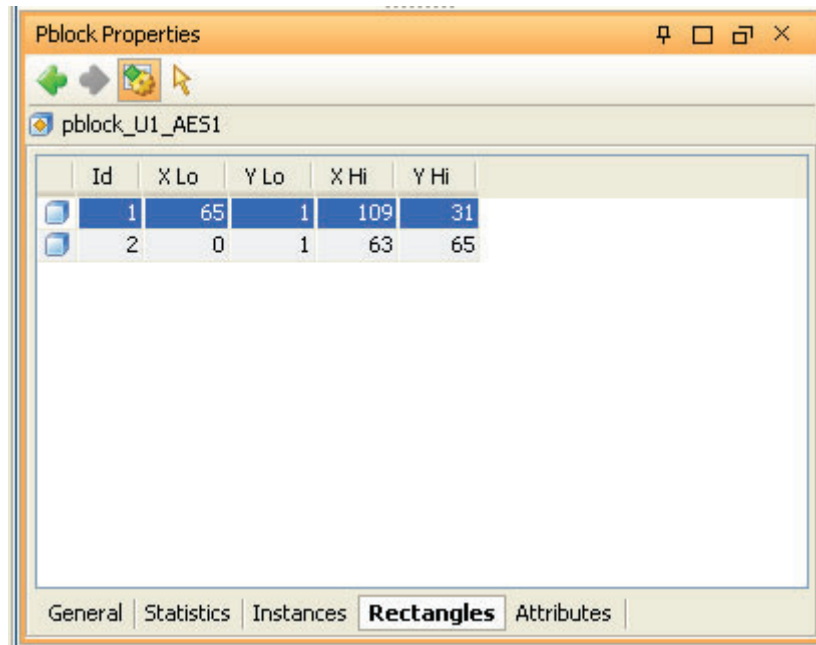 Pblock Properties
pblock_U1_AES1
Id X Lo Y Lo X Hi Y Hi
1 65 1 109 31
2 0 1 63 65
General Statistics Instances Rectangles Attributes